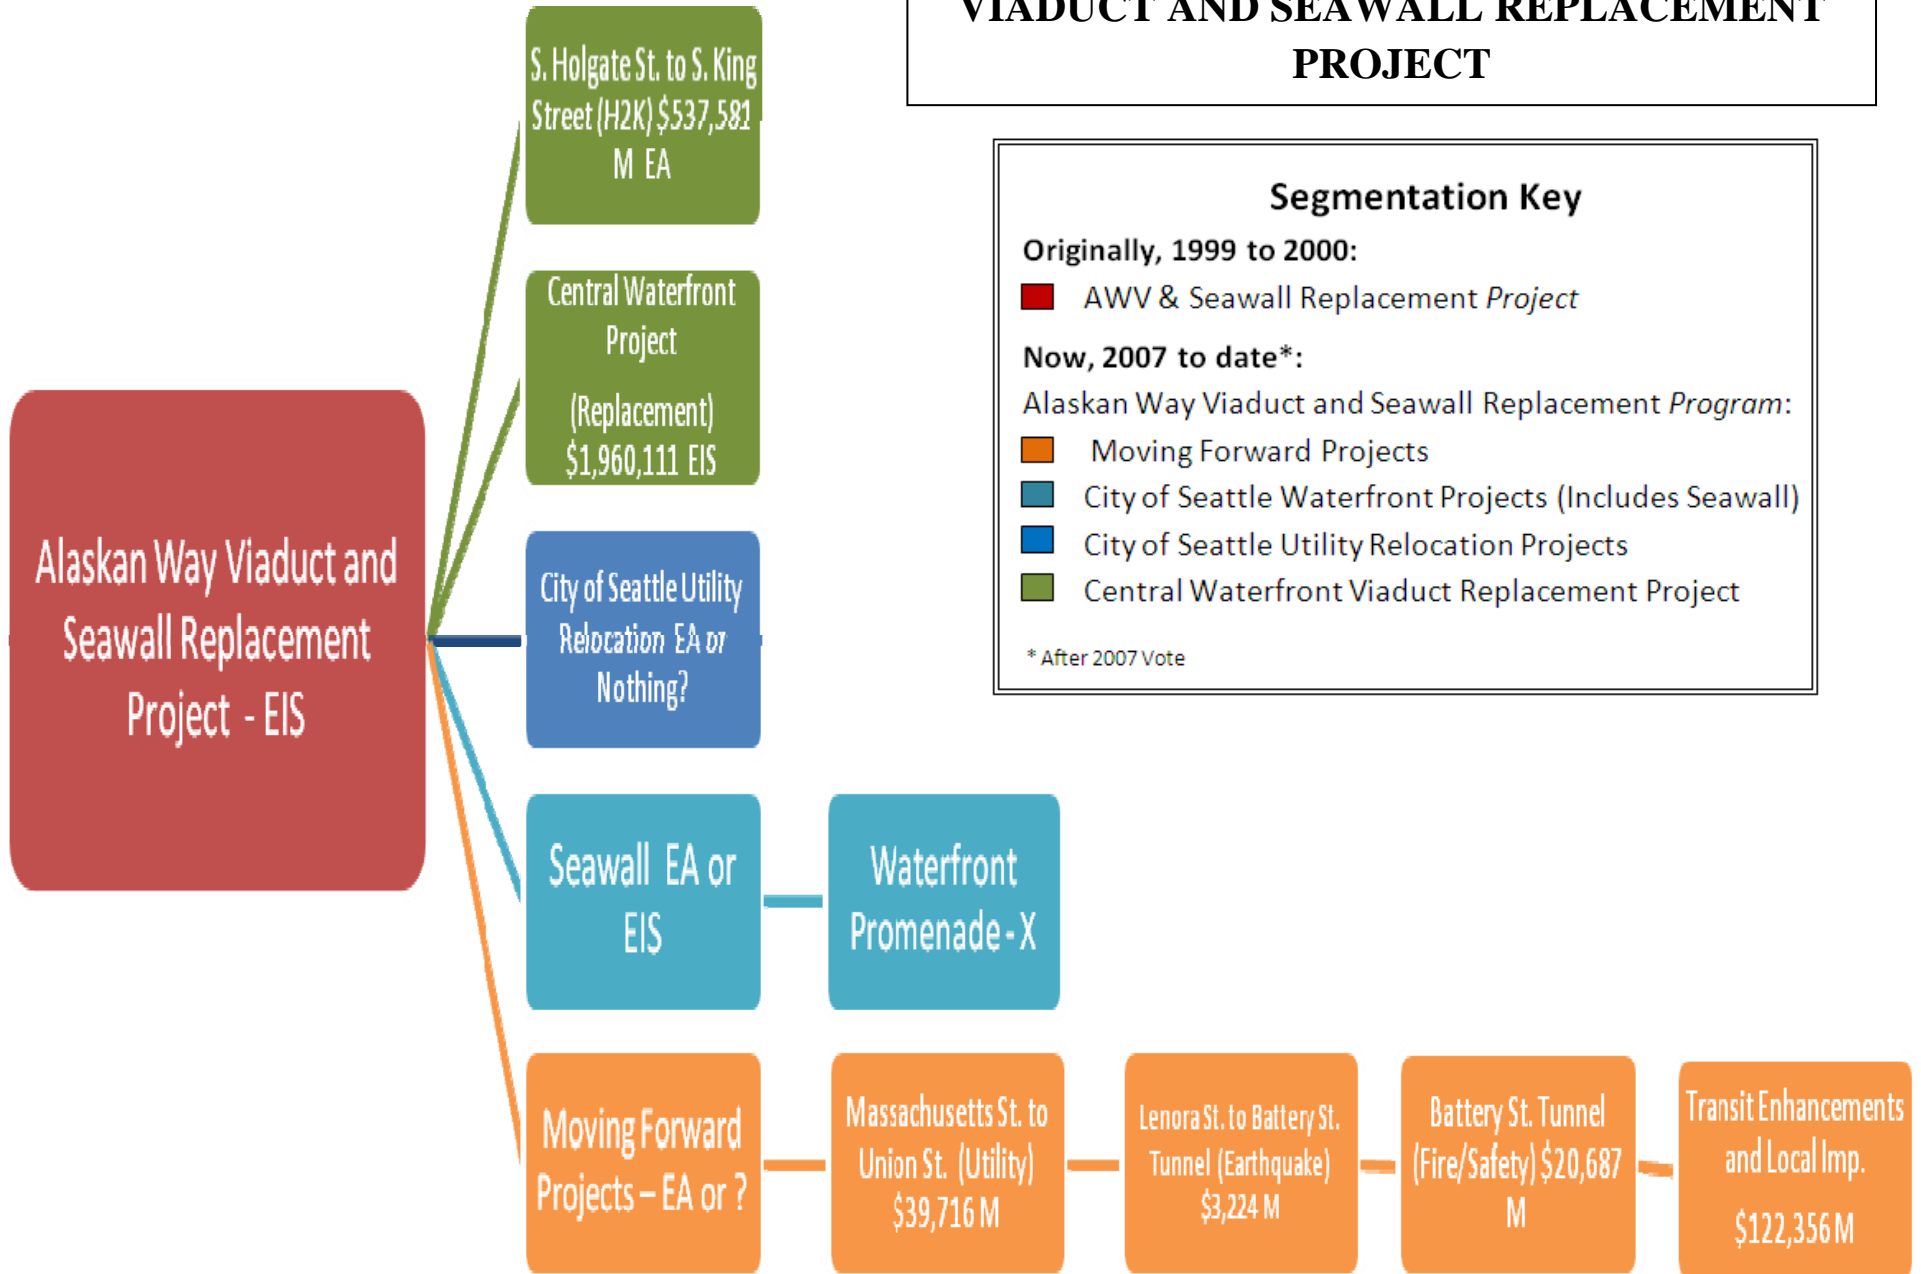 VIADUCT AND SEAWALL REPLACEMENT
PROJECT
Segmentation Key
Originally, 1999 to 2000:
AWV & Seawall Replacement Project
Now, 2007 to date*:
Alaskan Way Viaduct and Seawall Replacement Program:
Moving Forward Projects
City of Seattle Waterfront Projects (Includes Seawall)
City of Seattle Utility Relocation Projects
Central Waterfront Viaduct Replacement Project
* After 2007 Vote
Alaskan Way Viaduct and
Seawall Replacement
Project - EIS
S. Holgate St. to S. King
Street (H2K) $537,581
M EA
Central Waterfront
Project
(Replacement)
$1,960,111 EIS
City of Seattle Utility
Relocation EA or
Nothing?
Seawall EA or
EIS
Waterfront
Promenade - X
Moving Forward
Projects – EA or ?
Massachusetts St. to
Union St. (Utility)
$39,716 M
Lenora St. to Battery St.
Tunnel (Earthquake)
$3,224 M
Battery St. Tunnel
(Fire/Safety) $20,687
M
Transit Enhancements
and Local Imp.
$122,356 M